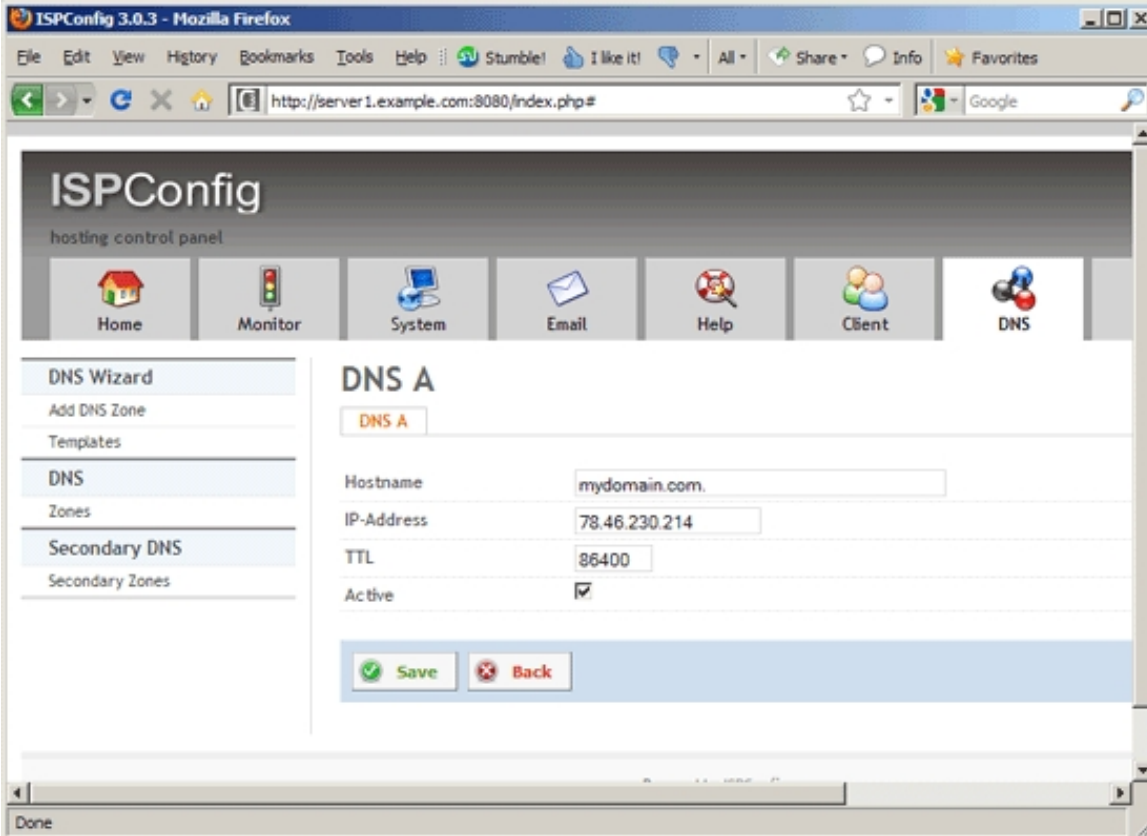 ISPConfig 3.0.3 - Mozilla Firefox
File Edit View History Bookmarks Tools Help Stumble! I like it! All Share Info Favorites
http://server1.example.com:8080/index.php# Google
ISPConfig
hosting control panel
Home Monitor System Email Help Client DNS
DNS Wizard
Add DNS Zone
Templates
DNS
Zones
Secondary DNS
Secondary Zones
DNS A
DNS A
Hostname mydomain.com.
IP-Address 78.46.230.214
TTL 86400
Active
Save Back
Done